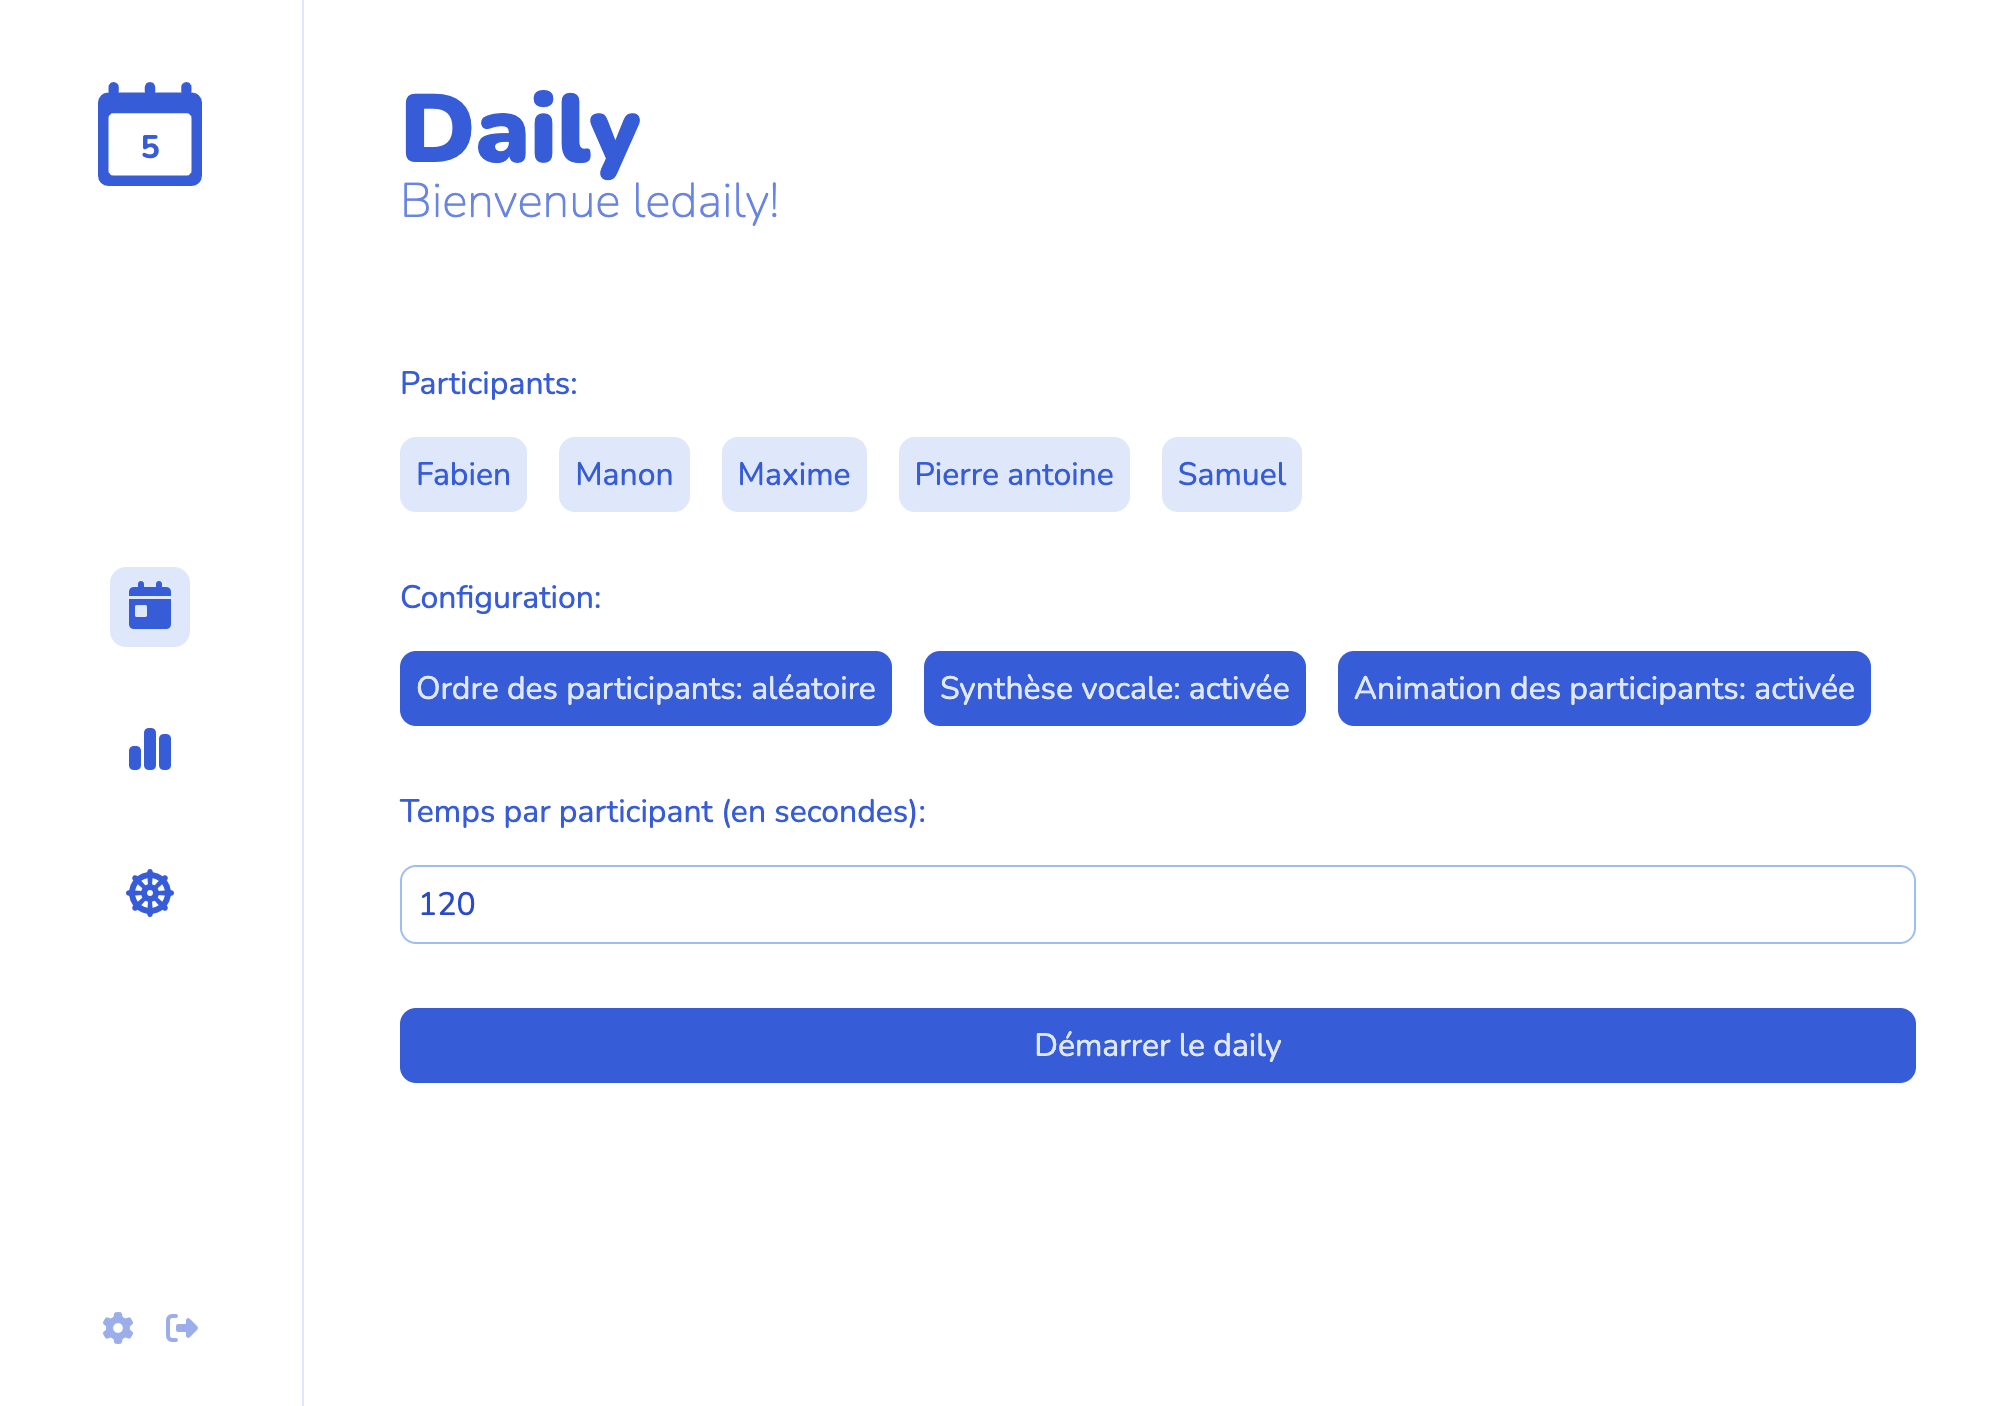 5
Daily
Bienvenue ledaily!
Participants:
Fabien Manon Maxime Pierre antoine Samuel
Configuration:
Ordre des participants: aléatoire Synthèse vocale: activée Animation des participants: activée
Temps par participant (en secondes):
120
Démarrer le daily